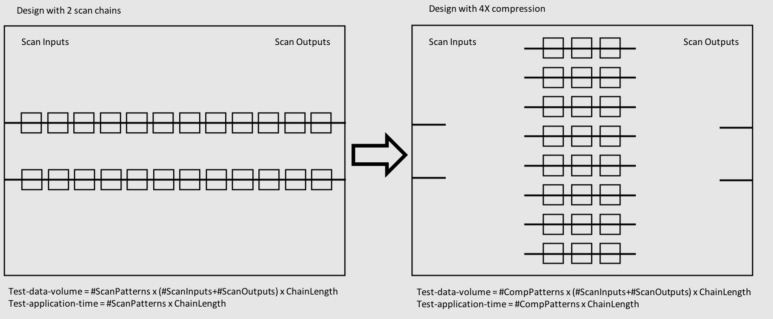 Design with 2 scan chains
Scan Inputs
Scan Outputs
Test-data-volume = #ScanPatterns x (#ScanInputs+#ScanOutputs) x ChainLength
Test-application-time = #ScanPatterns x ChainLength
Design with 4X compression
Scan Inputs
Scan Outputs
Test-data-volume = #CompPatterns x (#ScanInputs+#ScanOutputs) x ChainLength
Test-application-time = #CompPatterns x ChainLength